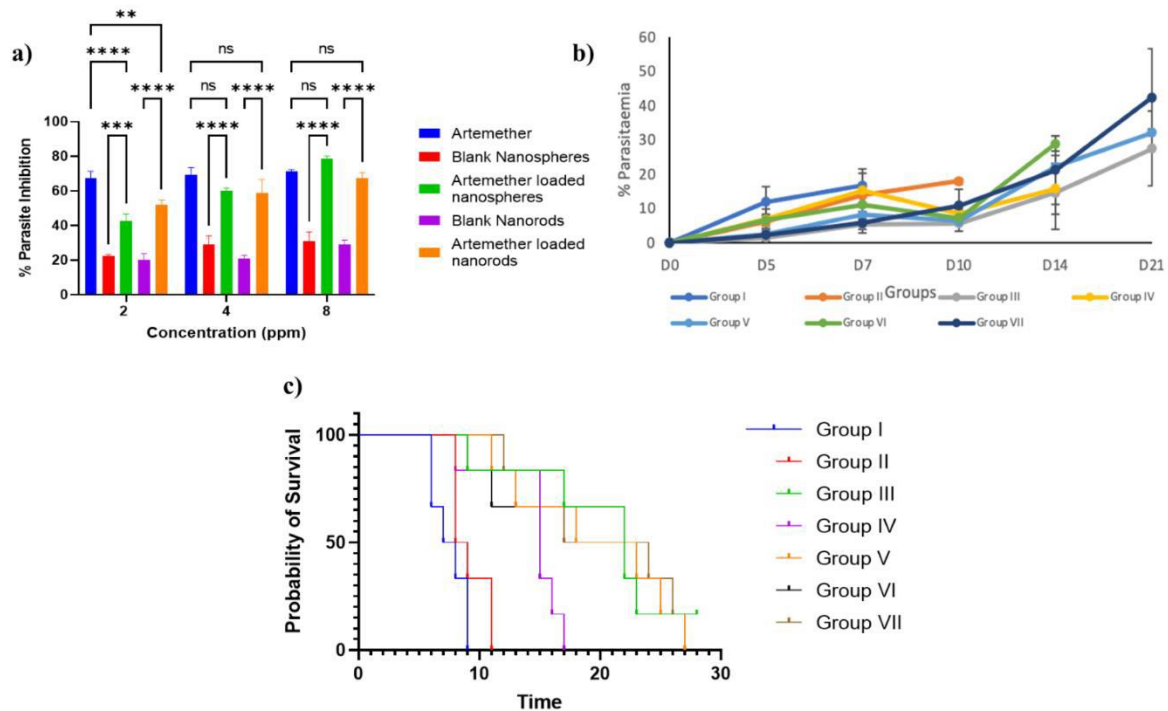 a)
ns
ns
**
****
ns
****
ns
****
****
***
****
****
100
80
60
40
20
0
% Parasite Inhibition
2
4
8
Concentration (ppm)
Artemether
Blank Nanospheres
Artemether loaded
nanospheres
Blank Nanorods
Artemether loaded
nanorods
b)
60
50
40
30
20
10
0
% Parasitaemia
D0
D5
D7
D10
D14
D21
Groups
Group I
Group II
Group III
Group IV
Group V
Group VI
Group VII
c)
100
50
0
Probability of Survival
0
10
20
30
Time
Group I
Group II
Group III
Group IV
Group V
Group VI
Group VII